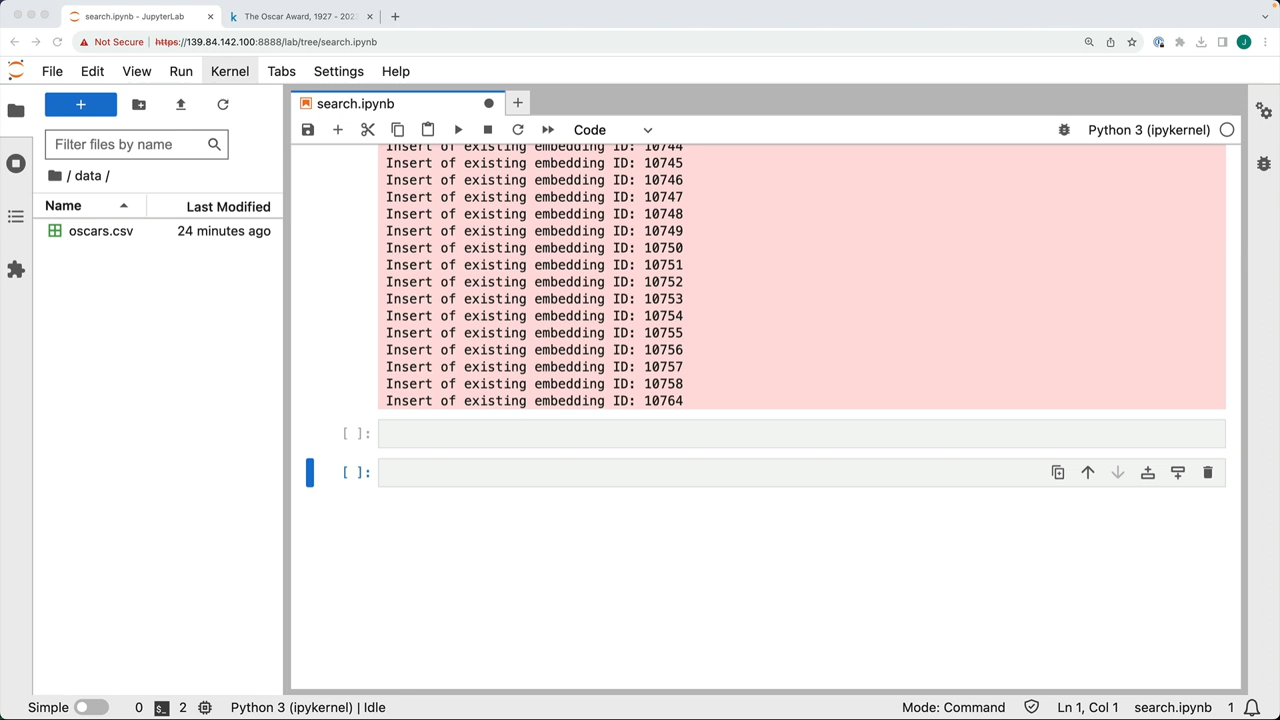 search.ipynb - JupyterLab
The Oscar Award, 1927 - 202
Not Secure
https://139.84.142.100:8888/lab/tree/search.ipynb
J
File Edit View Run Kernel Tabs Settings Help
+
Filter files by name
/ data /
Name Last Modified
oscars.csv 24 minutes ago
search.ipynb
Code
Python 3 (ipykernel)
Insert of existing embedding ID: 10744
Insert of existing embedding ID: 10745
Insert of existing embedding ID: 10746
Insert of existing embedding ID: 10747
Insert of existing embedding ID: 10748
Insert of existing embedding ID: 10749
Insert of existing embedding ID: 10750
Insert of existing embedding ID: 10751
Insert of existing embedding ID: 10752
Insert of existing embedding ID: 10753
Insert of existing embedding ID: 10754
Insert of existing embedding ID: 10755
Insert of existing embedding ID: 10756
Insert of existing embedding ID: 10757
Insert of existing embedding ID: 10758
Insert of existing embedding ID: 10764
[ ]:
[ ]:
Simple 0 $_ 2 Python 3 (ipykernel) | Idle Mode: Command Ln 1, Col 1 search.ipynb 1